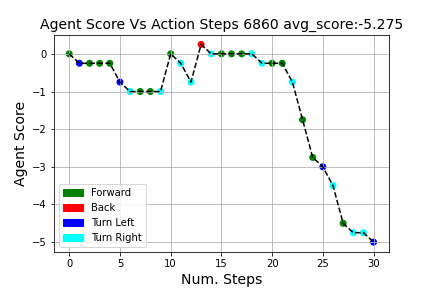 Agent Score Vs Action Steps 6860 avg_score:-5.275
Agent Score
0
−1
−2
−3
−4
−5
Forward
Back
Turn Left
Turn Right
0 5 10 15 20 25 30
Num. Steps